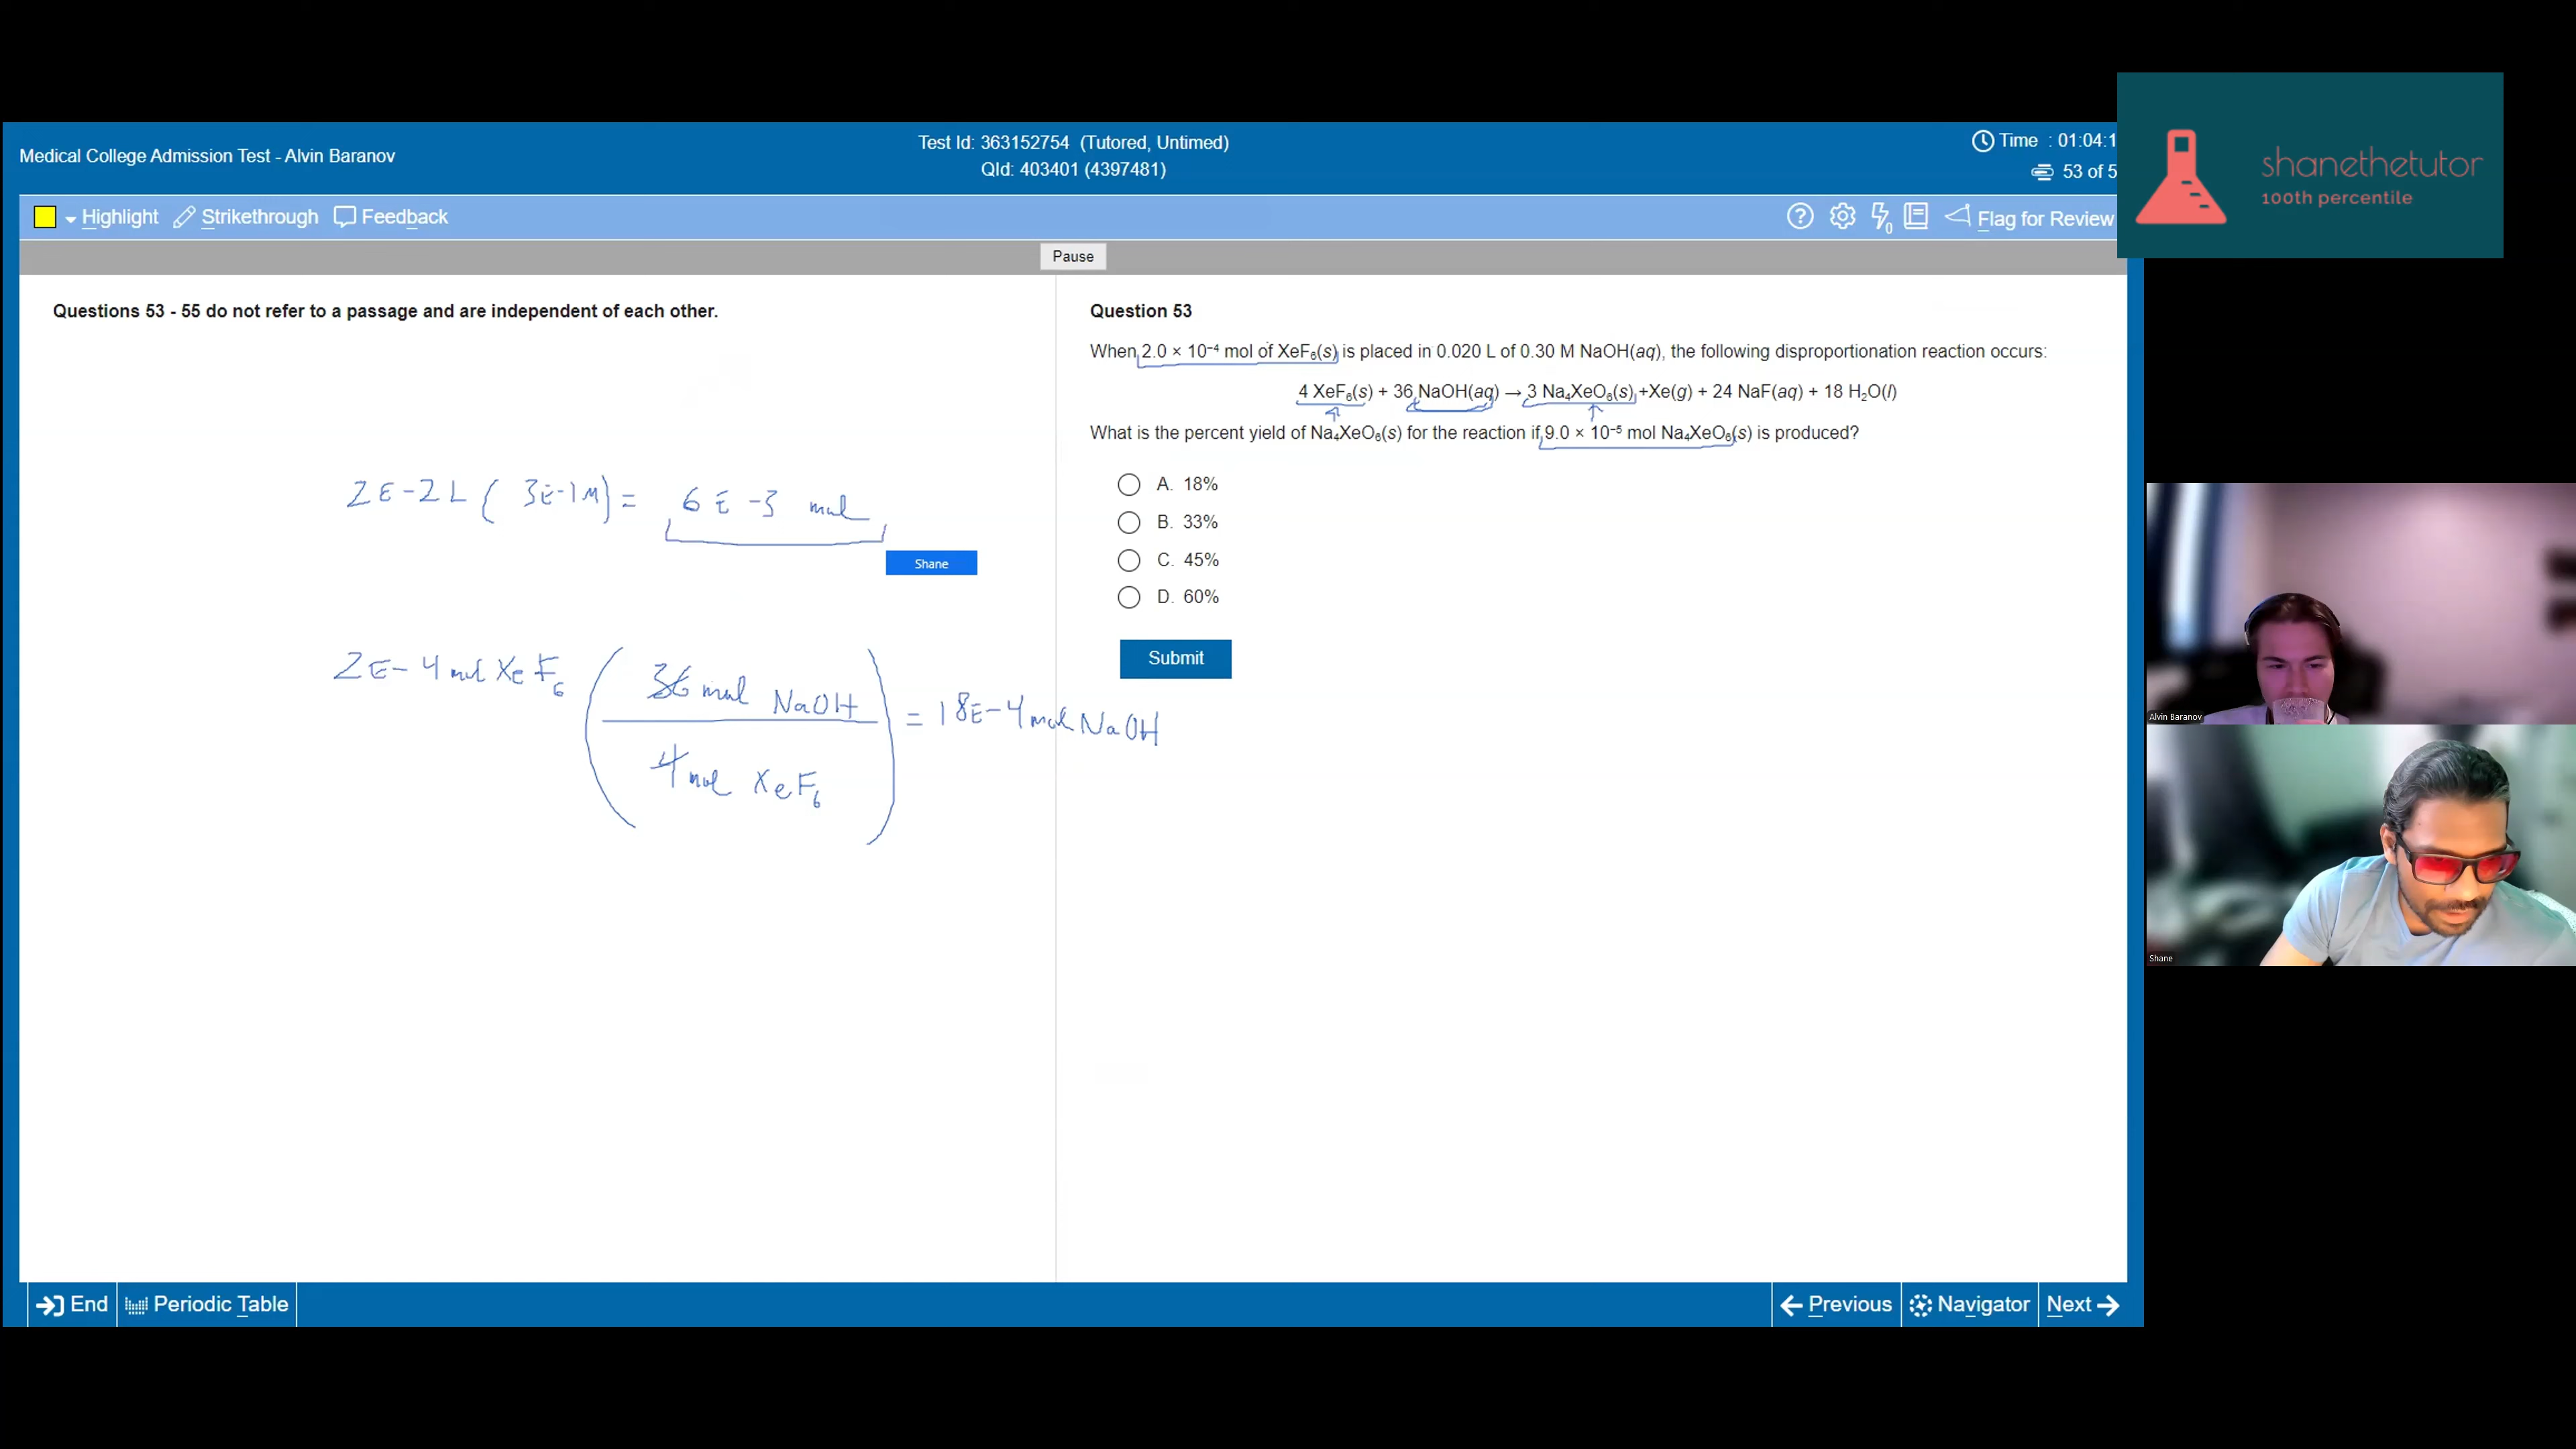 shanethetutor
100th percentile
Medical College Admission Test - Alvin Baranov
Test Id: 363152754 (Tutored, Untimed)
QId: 403401 (4397481)
Time : 01:04:1
53 of 5
Highlight
Strikethrough
Feedback
Flag for Review
Pause
Questions 53 - 55 do not refer to a passage and are independent of each other.
2E-2L ( 3E-1M) = 6E-3 mol
Shane
2E-4 mol XeF₆ ( 36 mol NaOH / 4 mol XeF₆ ) = 18E-4 mol NaOH
Question 53
When 2.0 × 10⁻⁴ mol of XeF₆(s) is placed in 0.020 L of 0.30 M NaOH(aq), the following disproportionation reaction occurs:
4 XeF₆(s) + 36 NaOH(aq) → 3 Na₄XeO₆(s) +Xe(g) + 24 NaF(aq) + 18 H₂O(l)
What is the percent yield of Na₄XeO₆(s) for the reaction if 9.0 × 10⁻⁵ mol Na₄XeO₆(s) is produced?
A. 18%
B. 33%
C. 45%
D. 60%
Submit
Alvin Baranov
Shane
End
Periodic Table
Previous
Navigator
Next